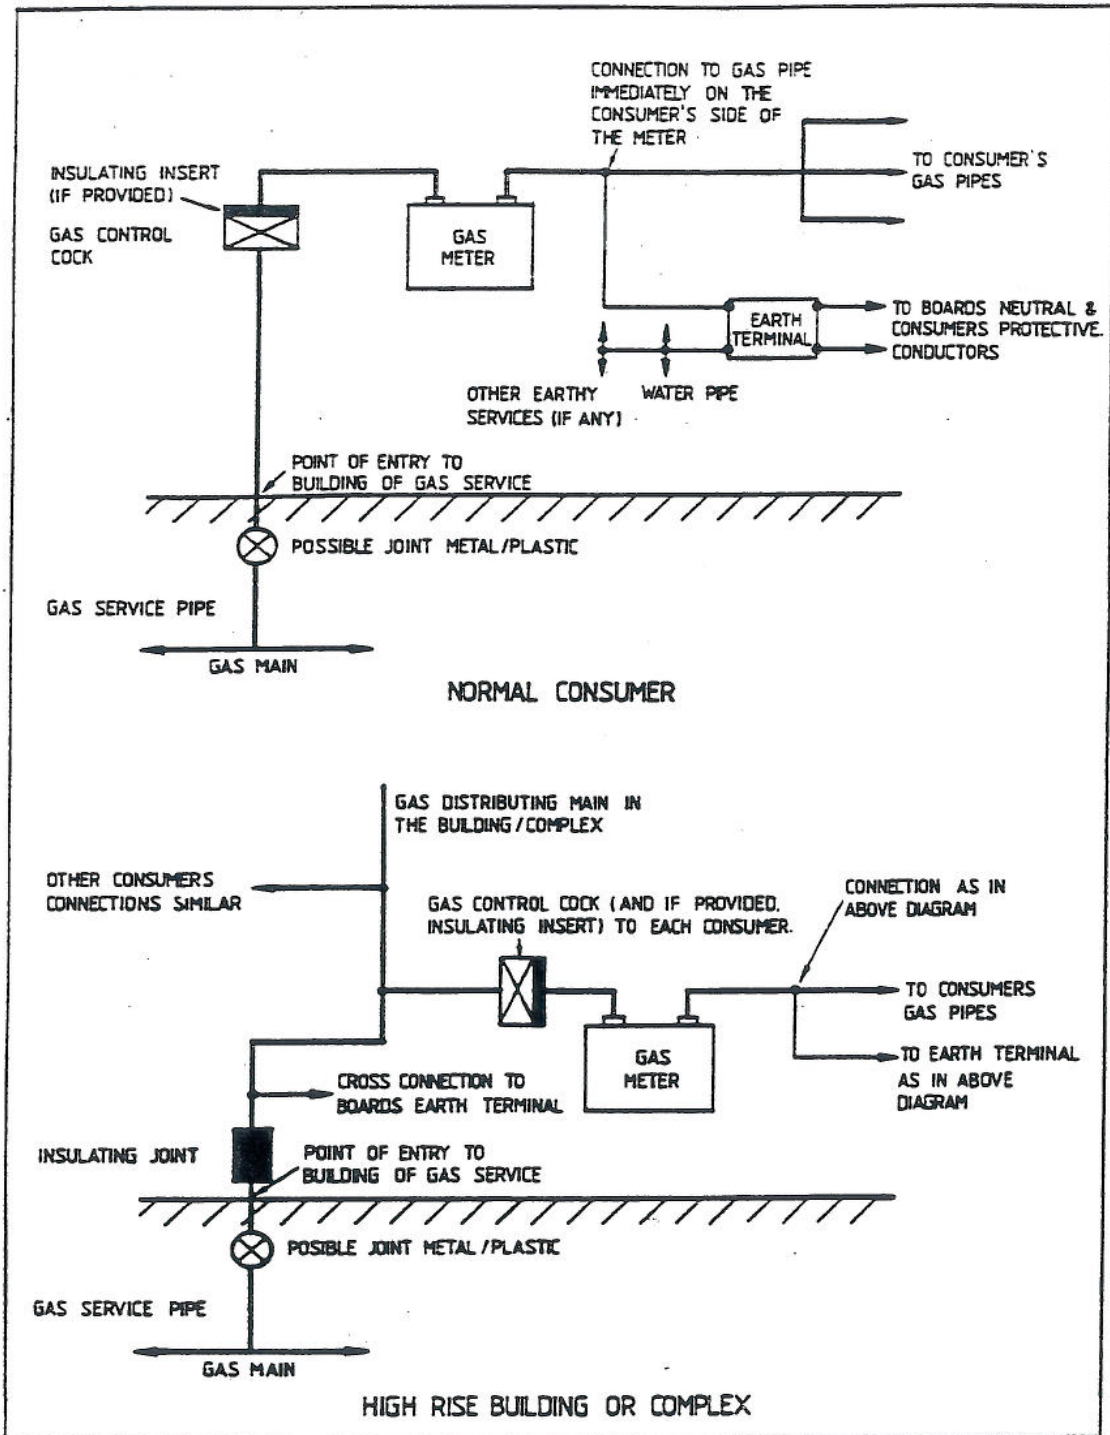 CONNECTION TO GAS PIPE
IMMEDIATELY ON THE
CONSUMER'S SIDE OF
THE METER
INSULATING INSERT
(IF PROVIDED)
GAS CONTROL
COCK
GAS
METER
TO CONSUMER'S
GAS PIPES
EARTH
TERMINAL
TO BOARDS NEUTRAL &
CONSUMERS PROTECTIVE.
CONDUCTORS
OTHER EARTHY
SERVICES (IF ANY)
WATER PIPE
POINT OF ENTRY TO
BUILDING OF GAS SERVICE
POSSIBLE JOINT METAL/PLASTIC
GAS SERVICE PIPE
GAS MAIN
NORMAL CONSUMER
GAS DISTRIBUTING MAIN IN
THE BUILDING/COMPLEX
OTHER CONSUMERS
CONNECTIONS SIMILAR
GAS CONTROL COCK (AND IF PROVIDED,
INSULATING INSERT) TO EACH CONSUMER.
CONNECTION AS IN
ABOVE DIAGRAM
TO CONSUMERS
GAS PIPES
GAS
METER
TO EARTH TERMINAL
AS IN ABOVE
DIAGRAM
CROSS CONNECTION TO
BOARDS EARTH TERMINAL
INSULATING JOINT
POINT OF ENTRY TO
BUILDING OF GAS SERVICE
POSIBLE JOINT METAL/PLASTIC
GAS SERVICE PIPE
GAS MAIN
HIGH RISE BUILDING OR COMPLEX